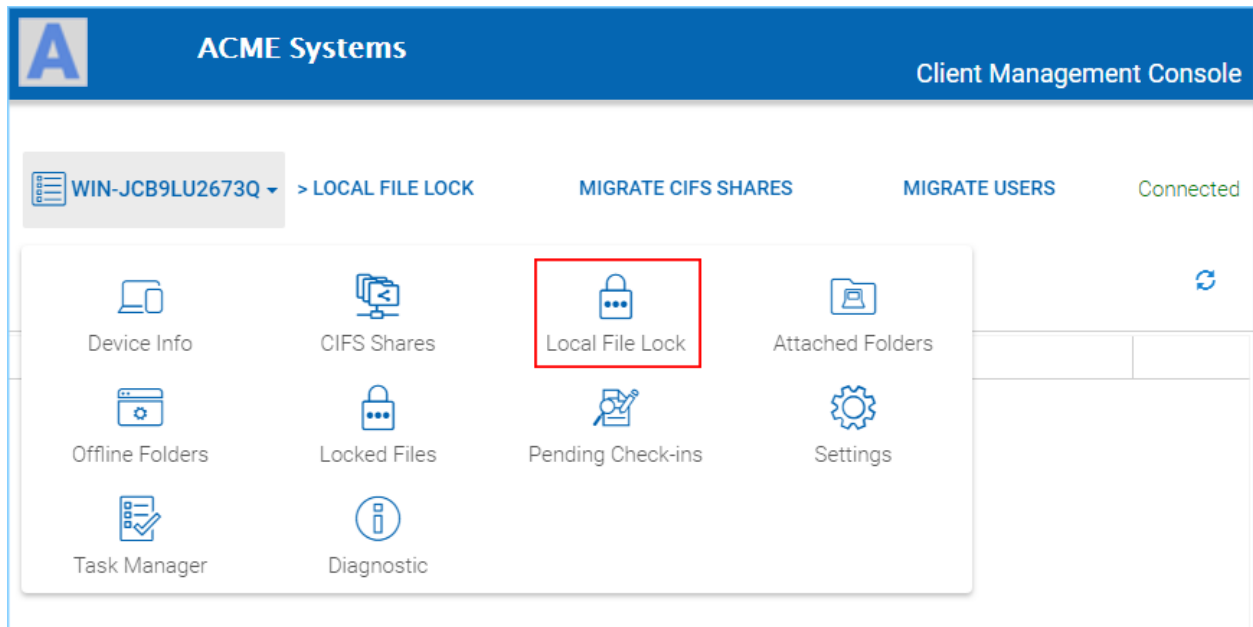 A
ACME Systems
Client Management Console
WIN-JCB9LU2673Q > LOCAL FILE LOCK MIGRATE CIFS SHARES MIGRATE USERS Connected
Device Info CIFS Shares Local File Lock Attached Folders
Offline Folders Locked Files Pending Check-ins Settings
Task Manager Diagnostic